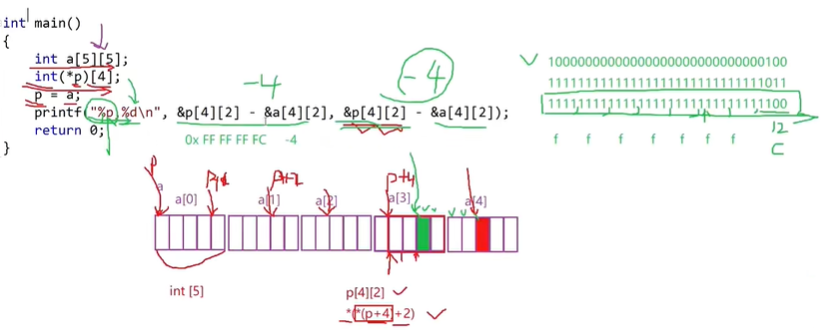 int main()
{
int a[5][5];
int(*p)[4];
p = a;
printf("%p,%d\n", &p[4][2] - &a[4][2], &p[4][2] - &a[4][2]);
return 0;
}
-4
-4
0x FF FF FF FC -4
10000000000000000000000000000100
11111111111111111111111111111011
11111111111111111111111111111100
12
f f f f f f f C
p
p+2
p+4
a
a[0] a[1] a[2] a[3] a[4]
int [5]
p[4][2]
*(*(p+4)+2)